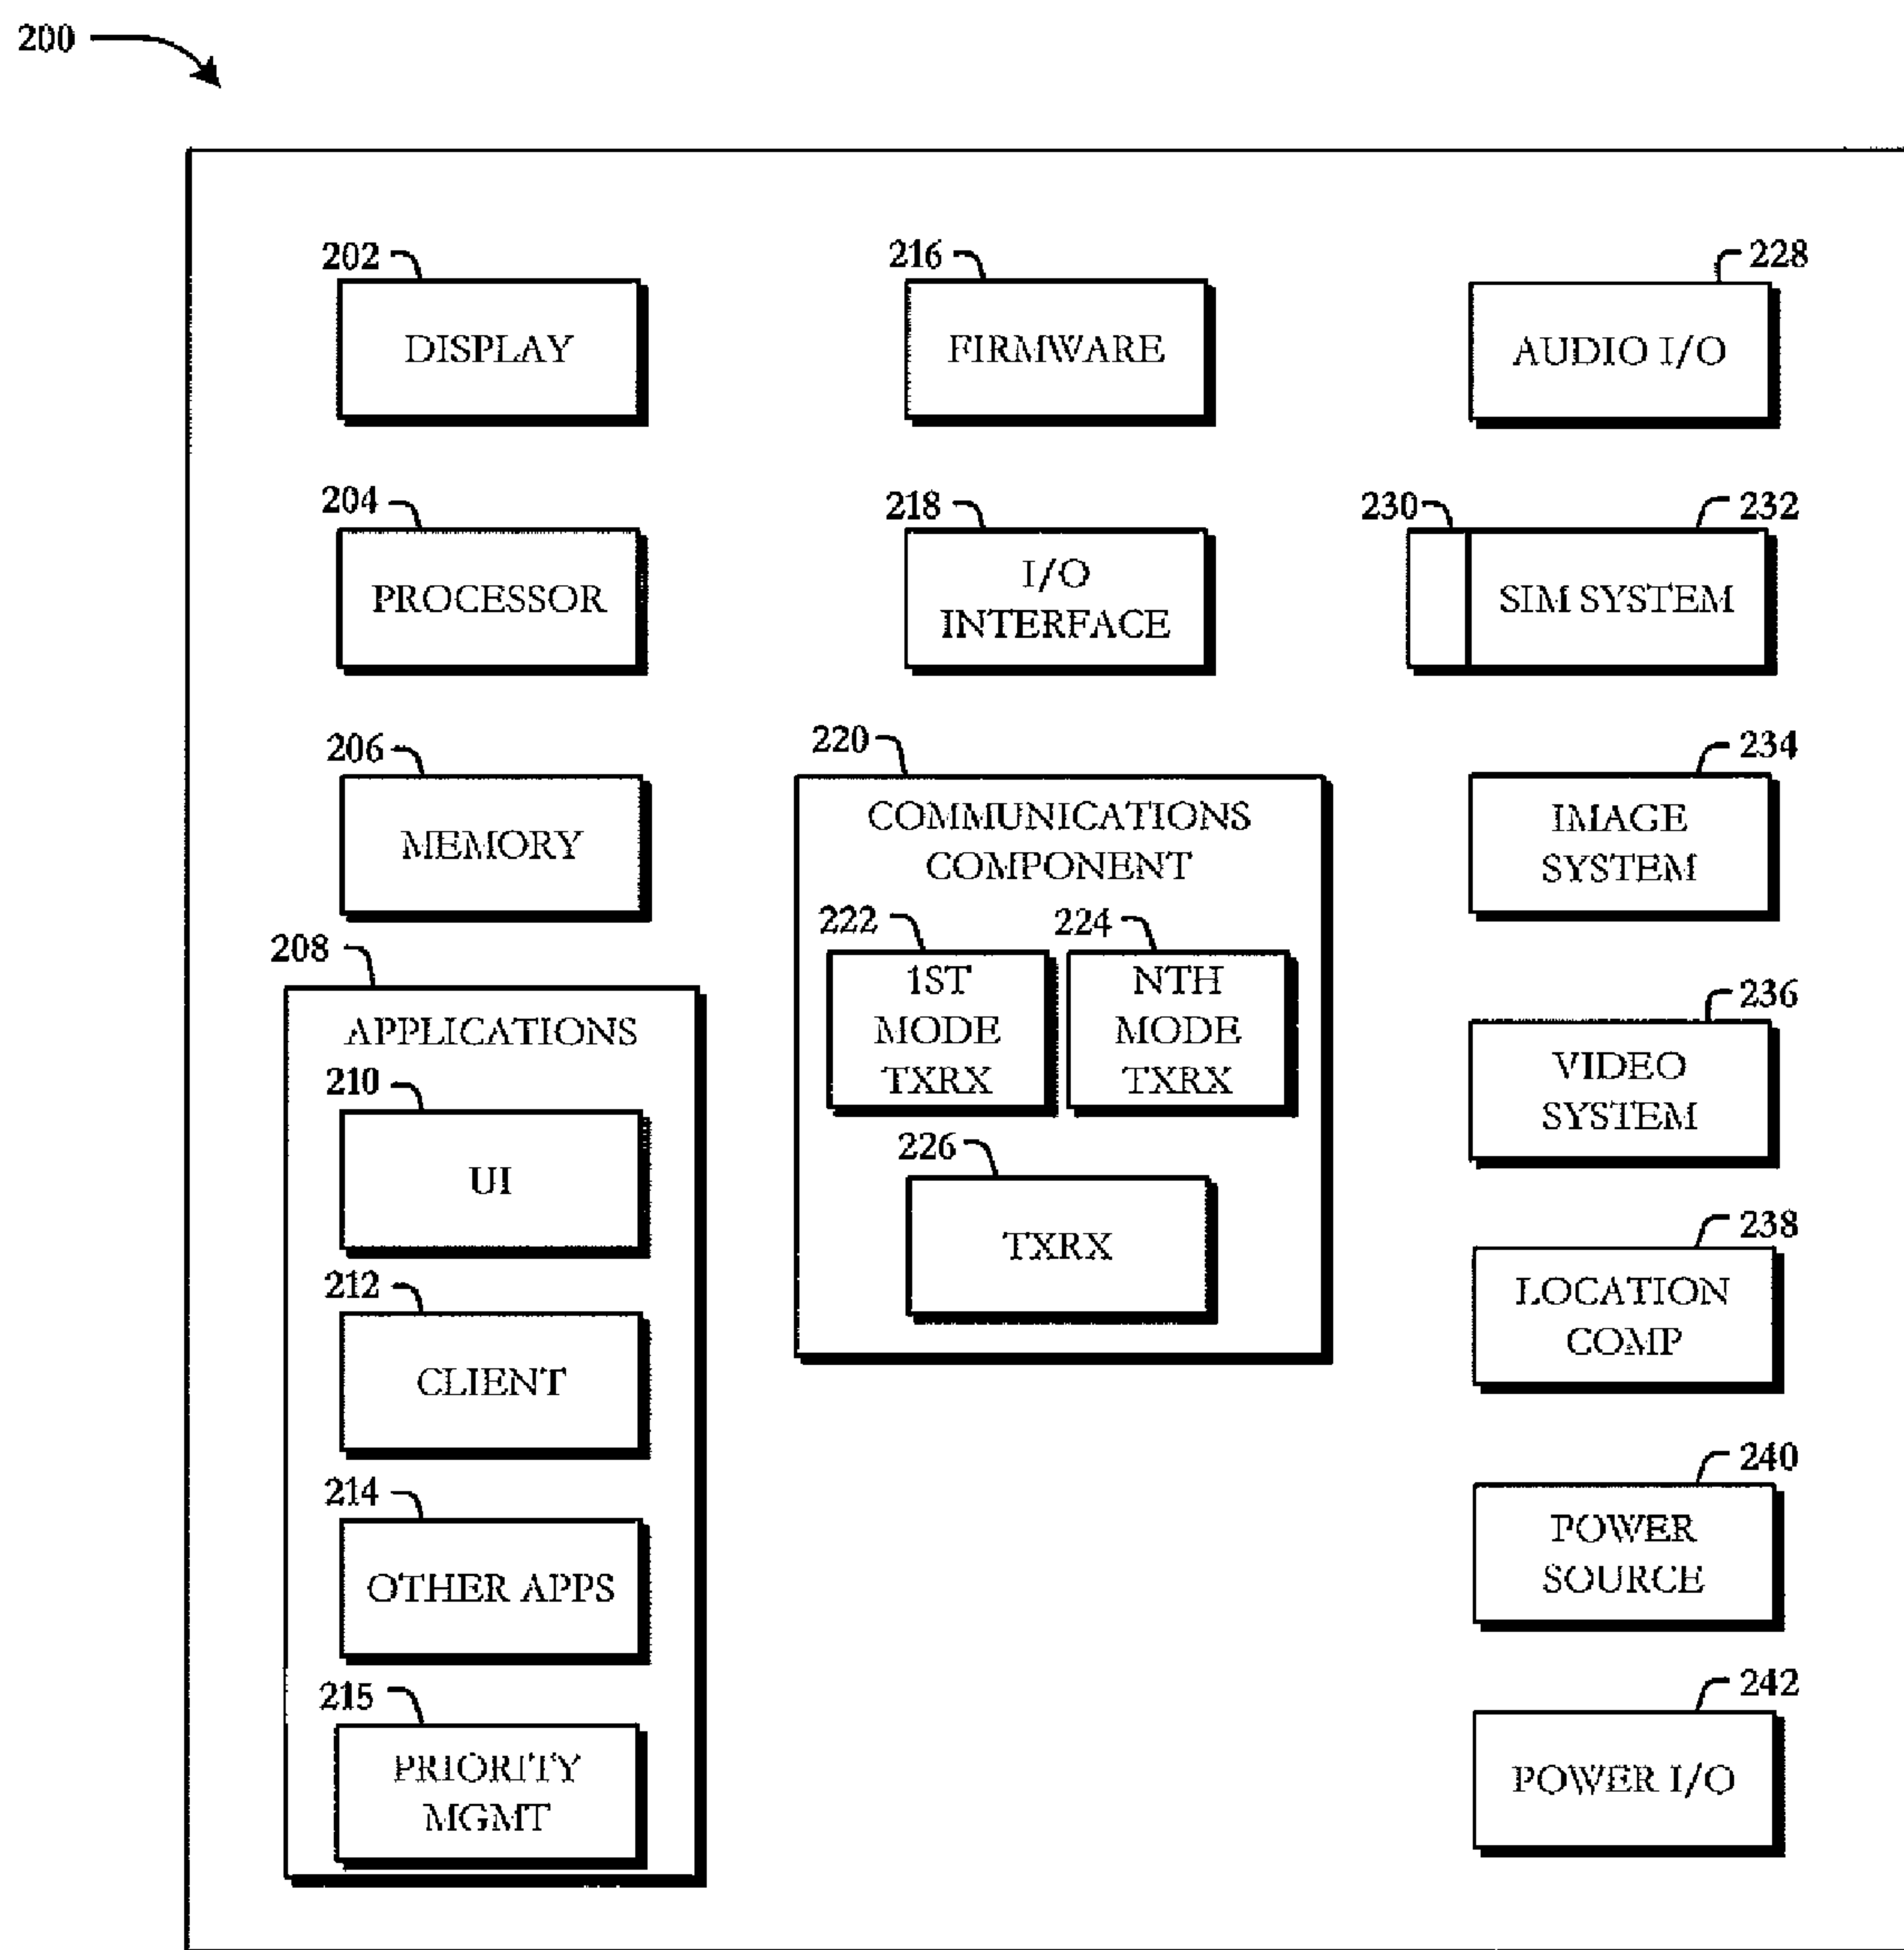 200
202
DISPLAY
204
PROCESSOR
206
MEMORY
208
APPLICATIONS
210
UI
212
CLIENT
214
OTHER APPS
215
PRIORITY
MGMT
216
FIRMWARE
218
I/O
INTERFACE
220
COMMUNICATIONS
COMPONENT
222
1ST
MODE
TXRX
224
NTH
MODE
TXRX
226
TXRX
228
AUDIO I/O
230
232
SIM SYSTEM
234
IMAGE
SYSTEM
236
VIDEO
SYSTEM
238
LOCATION
COMP
240
POWER
SOURCE
242
POWER I/O